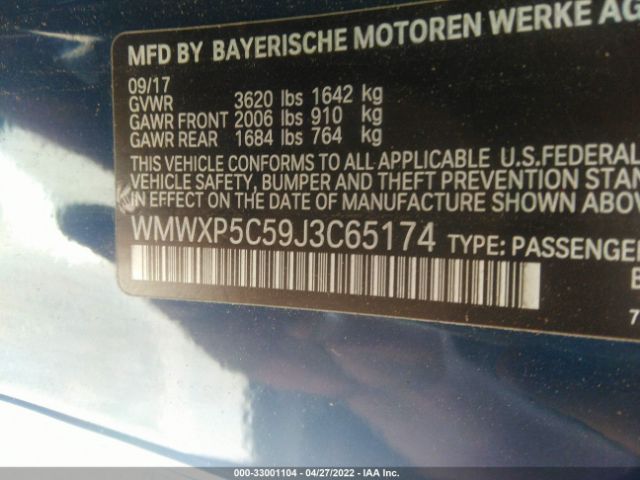 MFD BY BAYERISCHE MOTOREN WERKE AG
09/17
GVWR 3620 lbs 1642 kg
GAWR FRONT 2006 lbs 910 kg
GAWR REAR 1684 lbs 764 kg
THIS VEHICLE CONFORMS TO ALL APPLICABLE U.S.FEDERAL
VEHICLE SAFETY, BUMPER AND THEFT PREVENTION STAN
IN EFFECT ON THE DATE OF MANUFACTURE SHOWN ABOV
WMWXP5C59J3C65174 TYPE: PASSENGER
7
000-33001104 - 04/27/2022 - IAA Inc.